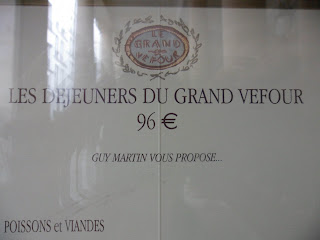 LE
GRAND
VEFOUR
LES DEJEUNERS DU GRAND VEFOUR
96 €
GUY MARTIN VOUS PROPOSE...
POISSONS et VIANDES